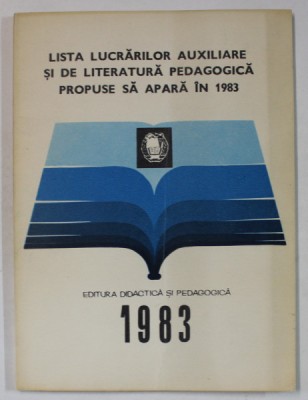 LISTA LUCRĂRILOR AUXILIARE
ȘI DE LITERATURĂ PEDAGOGICĂ
PROPUSE SĂ APARĂ ÎN 1983
EDITURA DIDACTICĂ ȘI PEDAGOGICĂ
1983